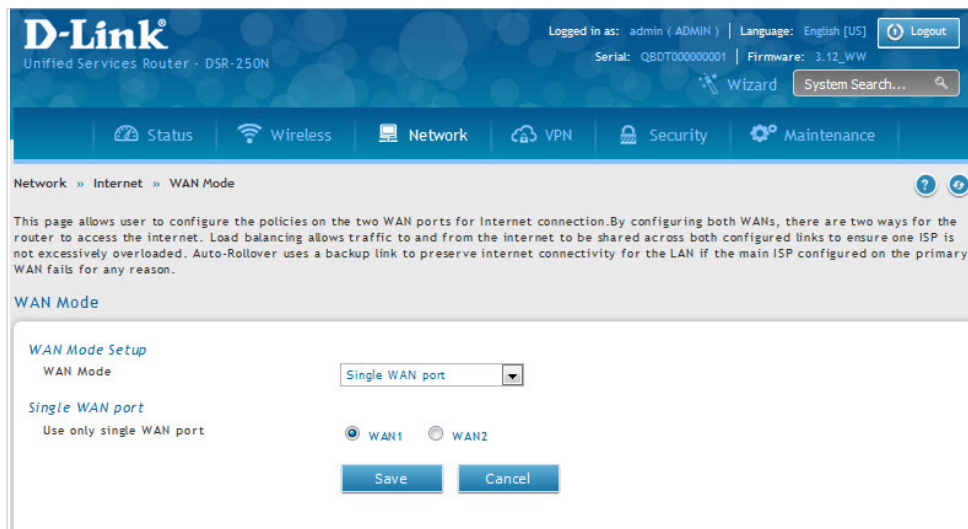 D-Link®
Unified Services Router - DSR-250N
Logged in as: admin ( ADMIN ) | Language: English [US]
Logout
Serial: QBDT000000001 | Firmware: 3.12_WW
Wizard
System Search...
Status
Wireless
Network
VPN
Security
Maintenance
Network » Internet » WAN Mode
?
This page allows user to configure the policies on the two WAN ports for Internet connection.By configuring both WANs, there are two ways for the
router to access the internet. Load balancing allows traffic to and from the internet to be shared across both configured links to ensure one ISP is
not excessively overloaded. Auto-Rollover uses a backup link to preserve internet connectivity for the LAN if the main ISP configured on the primary
WAN fails for any reason.
WAN Mode
WAN Mode Setup
WAN Mode
Single WAN port
Single WAN port
Use only single WAN port
WAN1
WAN2
Save
Cancel